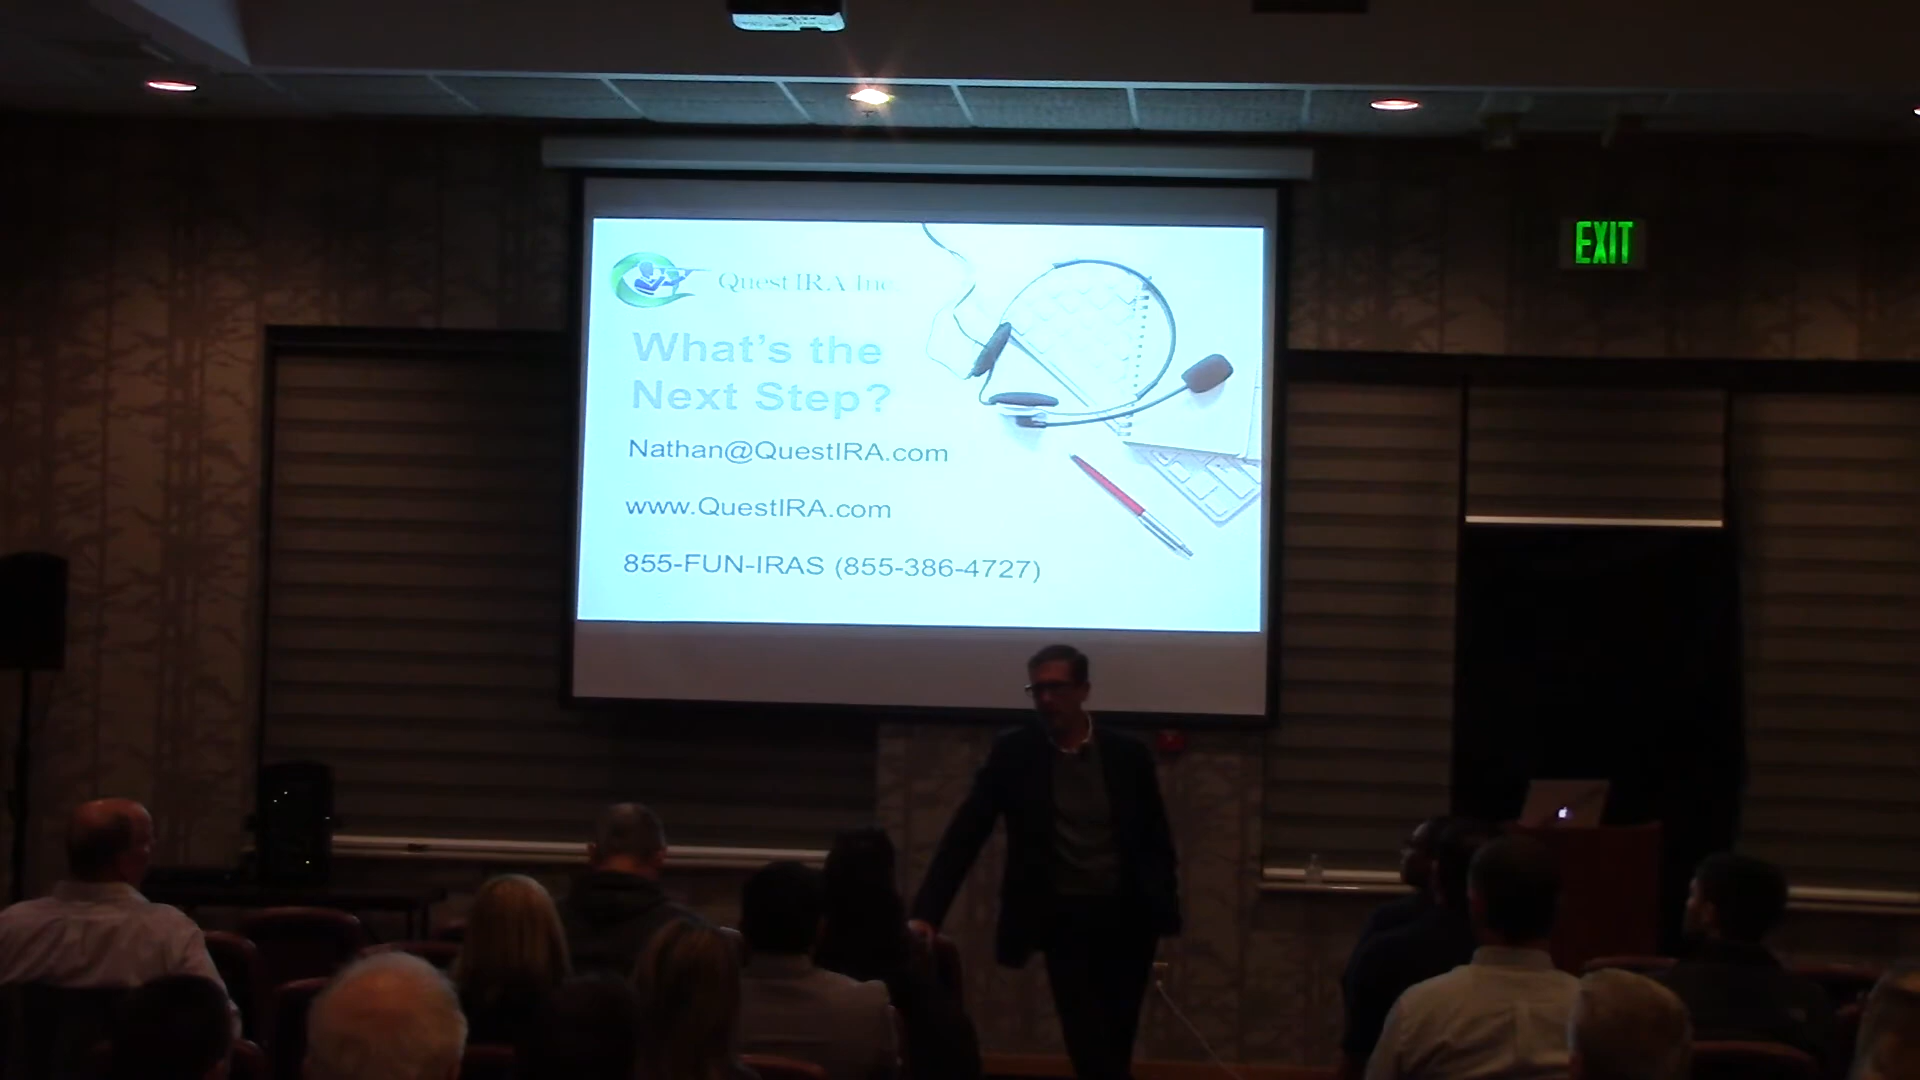 EXIT
Quest IRA Inc.
What's the
Next Step?
Nathan@QuestIRA.com
www.QuestIRA.com
855-FUN-IRAS (855-386-4727)